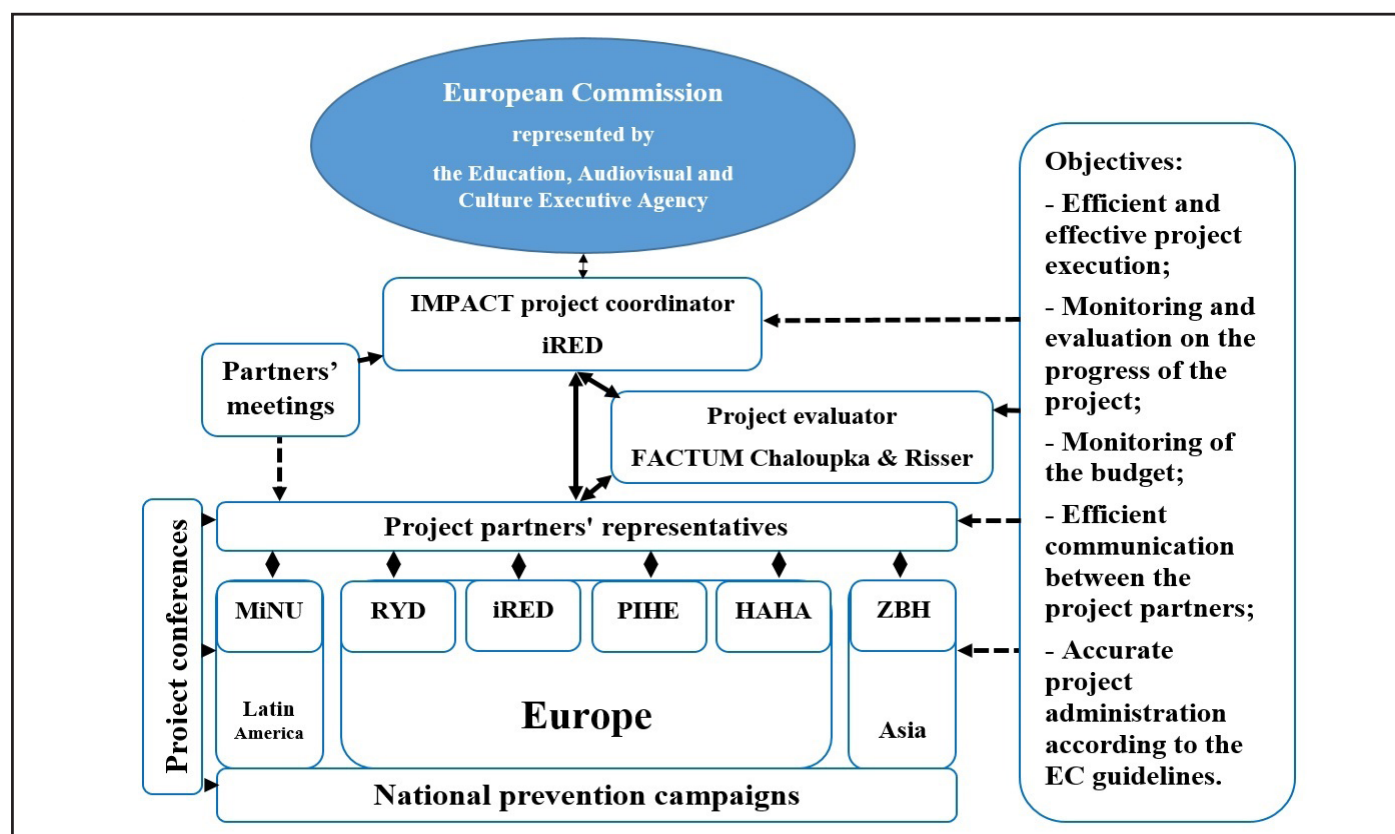 European Commission
represented by
the Education, Audiovisual and
Culture Executive Agency
IMPACT project coordinator
iRED
Partners’
meetings
Project evaluator
FACTUM Chaloupka & Risser
Project partners' representatives
Project conferences
MiNU
RYD
iRED
PIHE
HAHA
ZBH
Latin
America
Europe
Asia
National prevention campaigns
Objectives:
- Efficient and
effective project
execution;
- Monitoring and
evaluation on the
progress of the
project;
- Monitoring of
the budget;
- Efficient
communication
between the
project partners;
- Accurate
project
administration
according to the
EC guidelines.